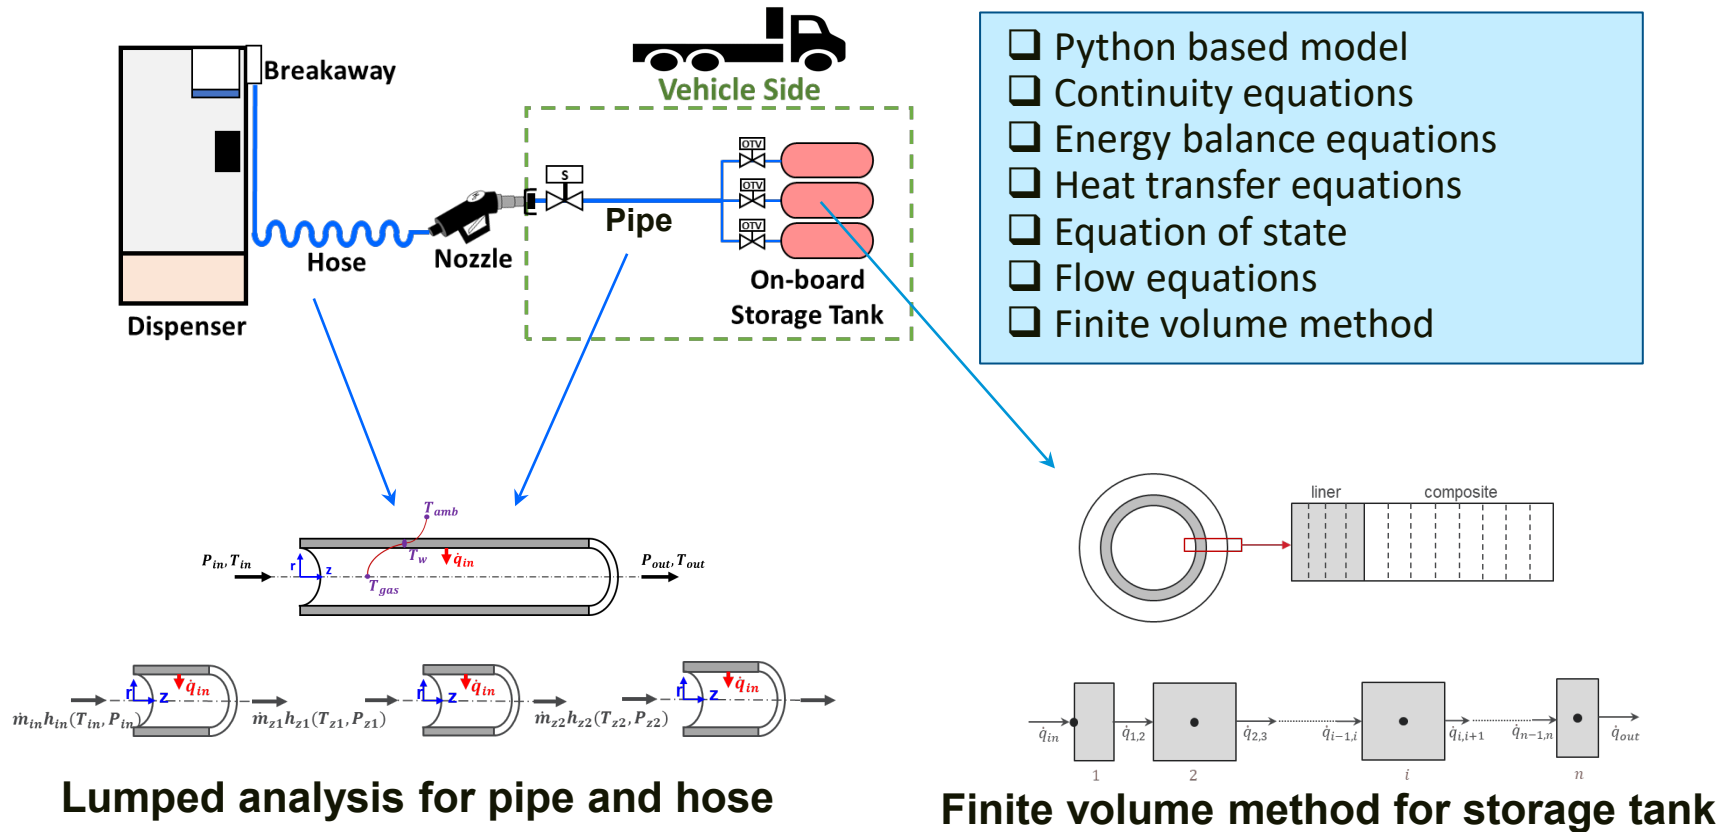 Breakaway
Hose
Nozzle
Dispenser
Vehicle Side
S
Pipe
OTV
OTV
OTV
On-board
Storage Tank
❑ Python based model
❑ Continuity equations
❑ Energy balance equations
❑ Heat transfer equations
❑ Equation of state
❑ Flow equations
❑ Finite volume method
T_amb
T_w
q̇_in
P_in, T_in
r
z
T_gas
P_out, T_out
ṁ_in h_in(T_in, P_in)
r
z
q̇_in
ṁ_z1 h_z1(T_z1, P_z1)
r
z
q̇_in
ṁ_z2 h_z2(T_z2, P_z2)
r
z
q̇_in
Lumped analysis for pipe and hose
liner
composite
q̇_in
q̇_1,2
q̇_2,3
q̇_i−1,i
q̇_i,i+1
q̇_n−1,n
q̇_out
1
2
i
n
Finite volume method for storage tank